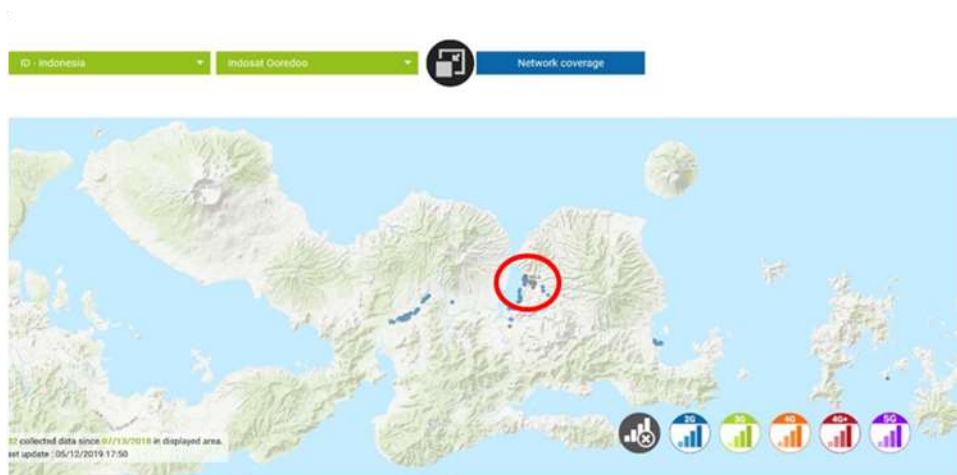 ID - Indonesia
Indosat Ooredoo
Network coverage
2G
3G
4G
4G+
5G
collected data since 07/13/2018 in displayed area.
update : 05/12/2019 17:50